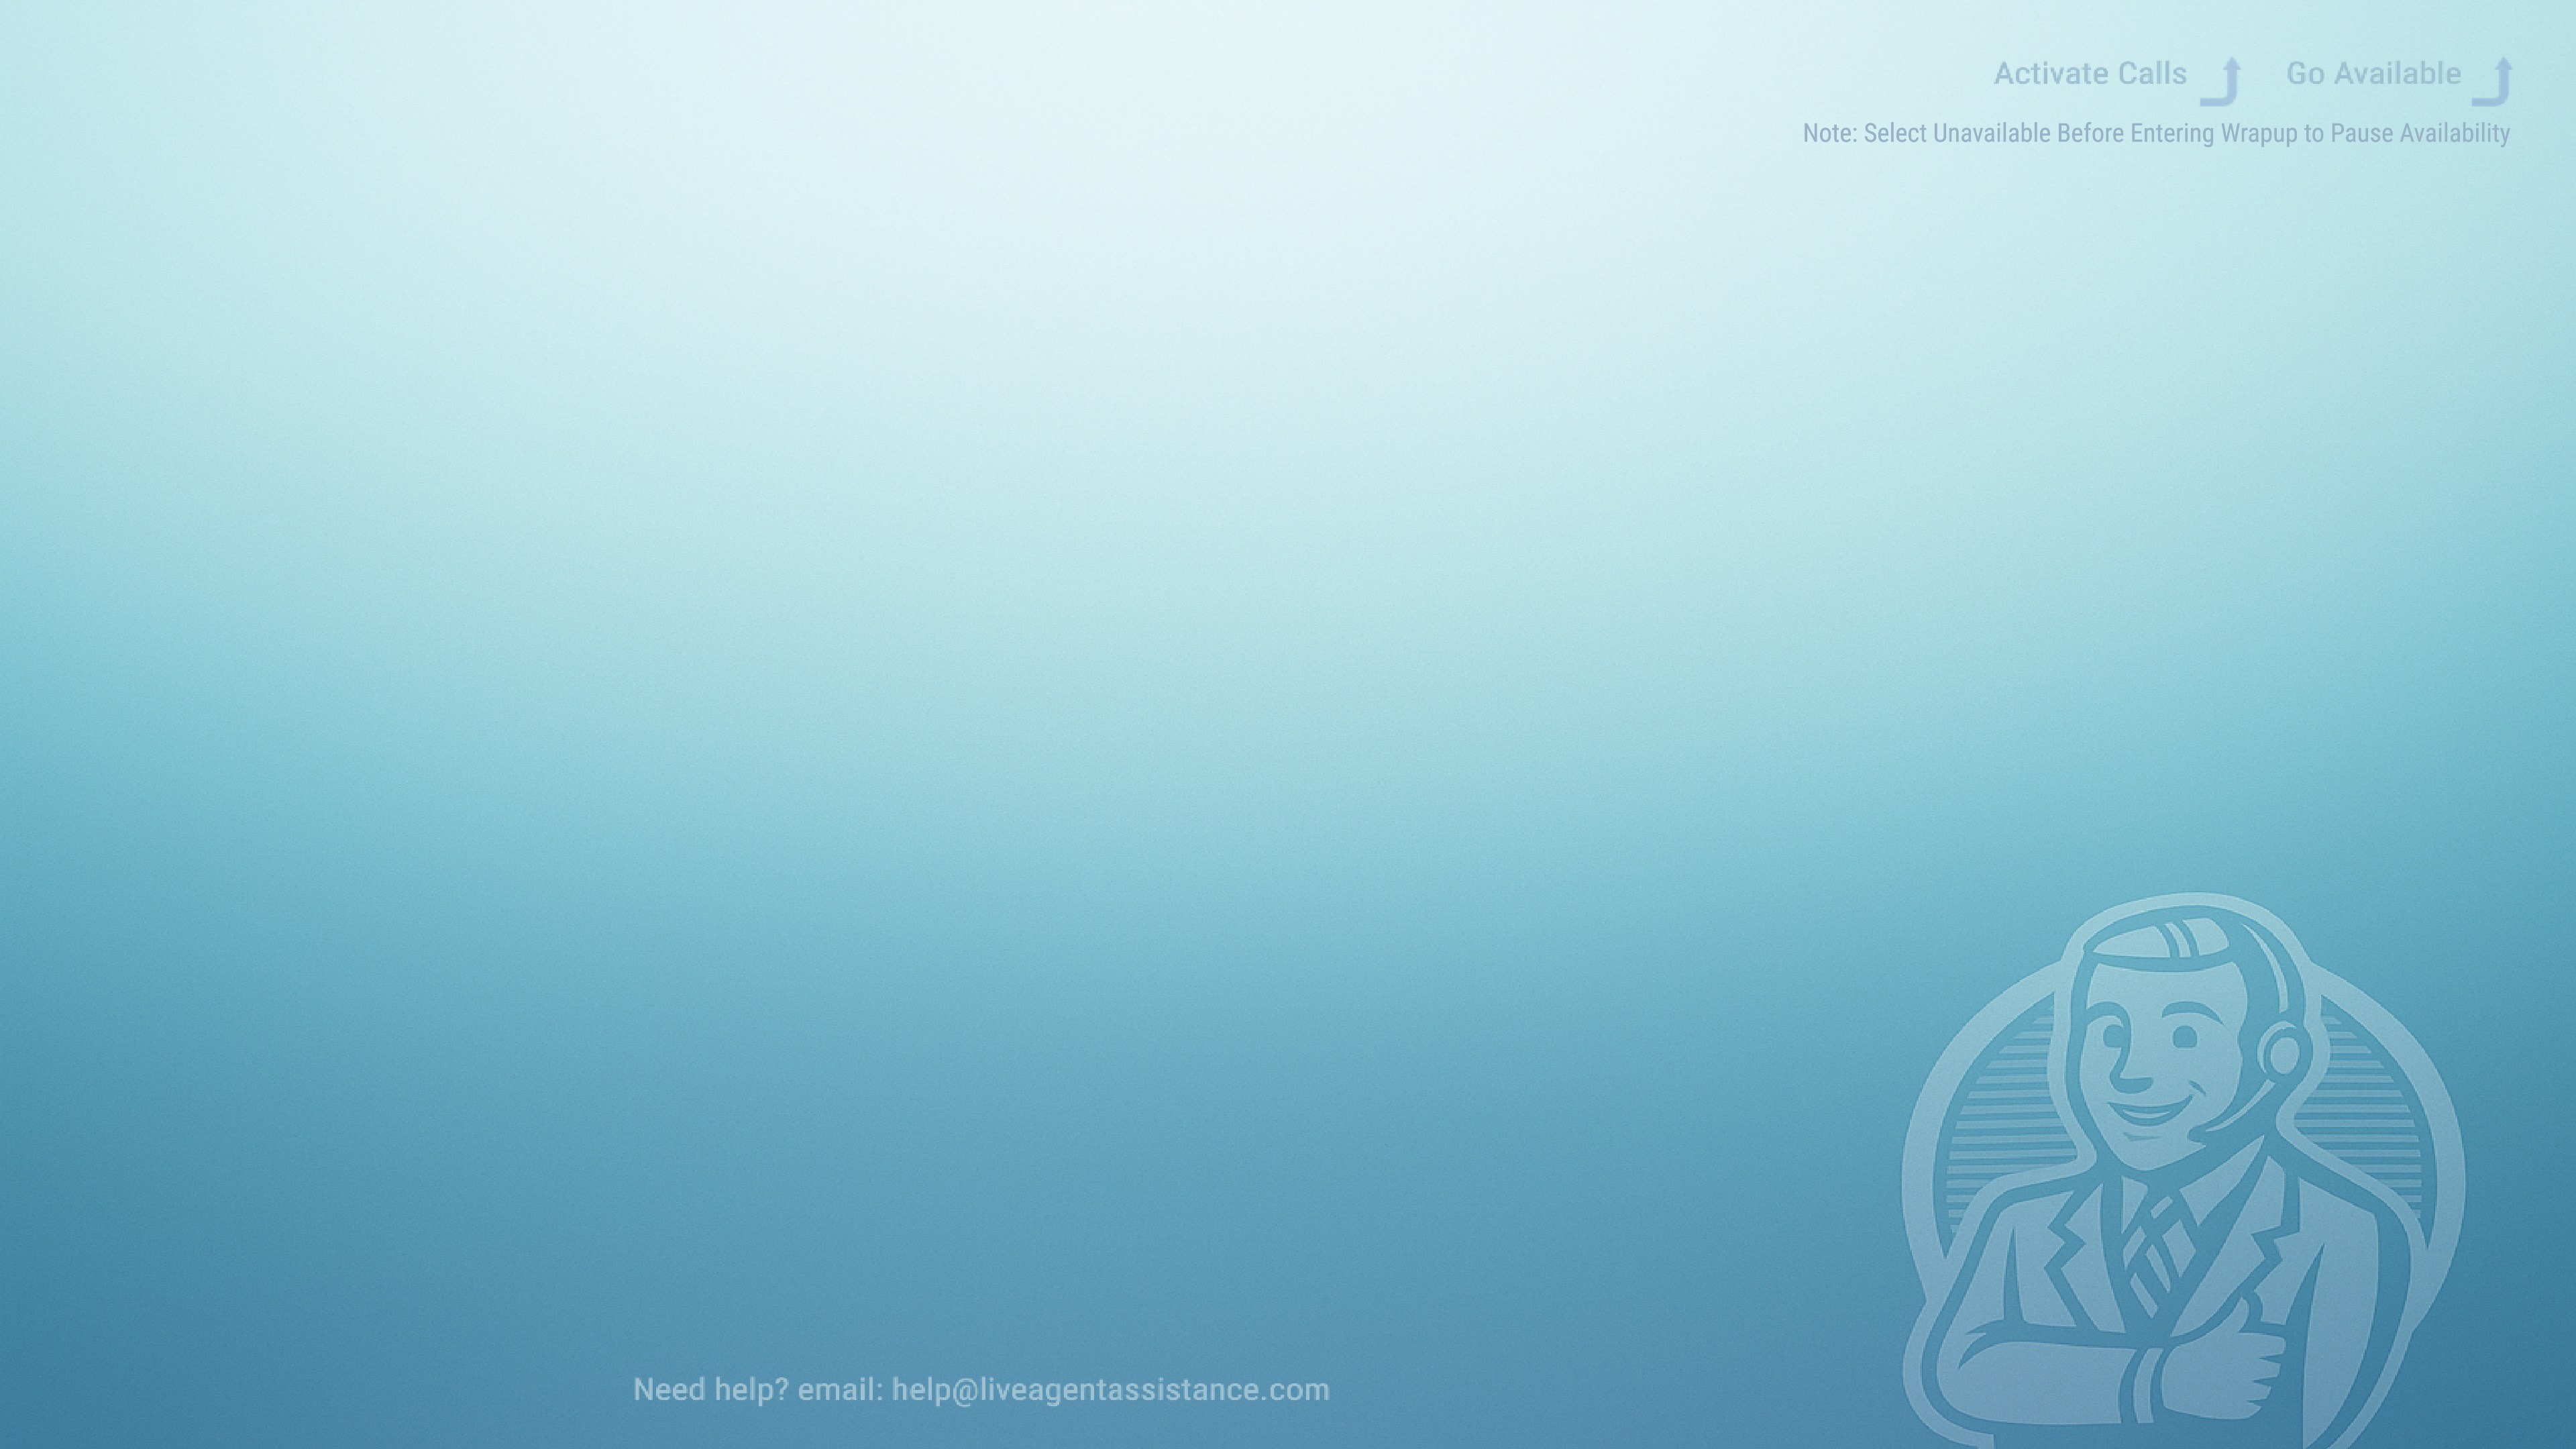 Activate Calls Go Available
Note: Select Unavailable Before Entering Wrapup to Pause Availability
Need help? email: help@liveagentassistance.com